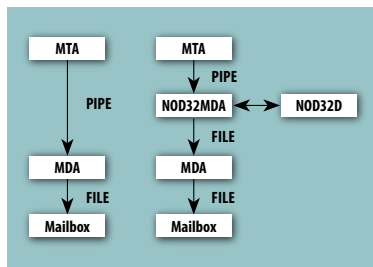 MTA
PIPE
MDA
FILE
Mailbox
MTA
PIPE
NOD32MDA
NOD32D
FILE
MDA
FILE
Mailbox